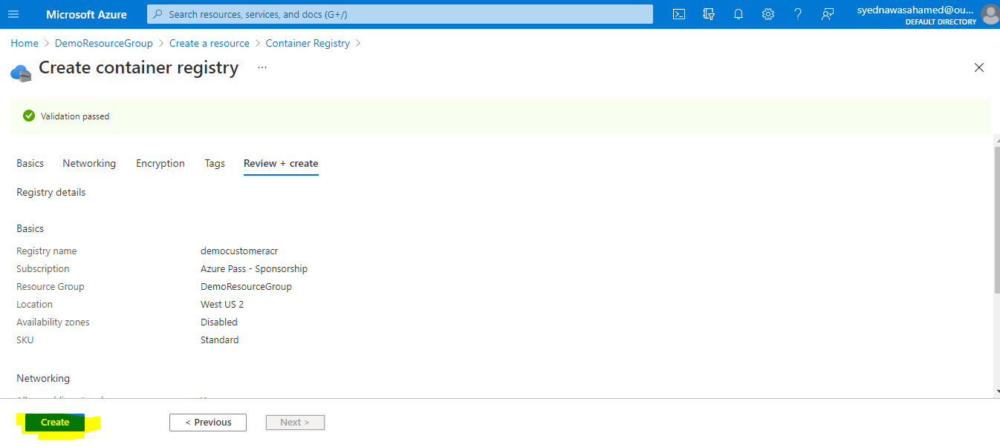 Microsoft Azure
Search resources, services, and docs (G+/)
syednawasahamed@ou...
DEFAULT DIRECTORY
Home > DemoResourceGroup > Create a resource > Container Registry >
Create container registry ...
Validation passed
Basics Networking Encryption Tags Review + create
Registry details
Basics
Registry name democustomeracr
Subscription Azure Pass - Sponsorship
Resource Group DemoResourceGroup
Location West US 2
Availability zones Disabled
SKU Standard
Networking
Create < Previous Next >